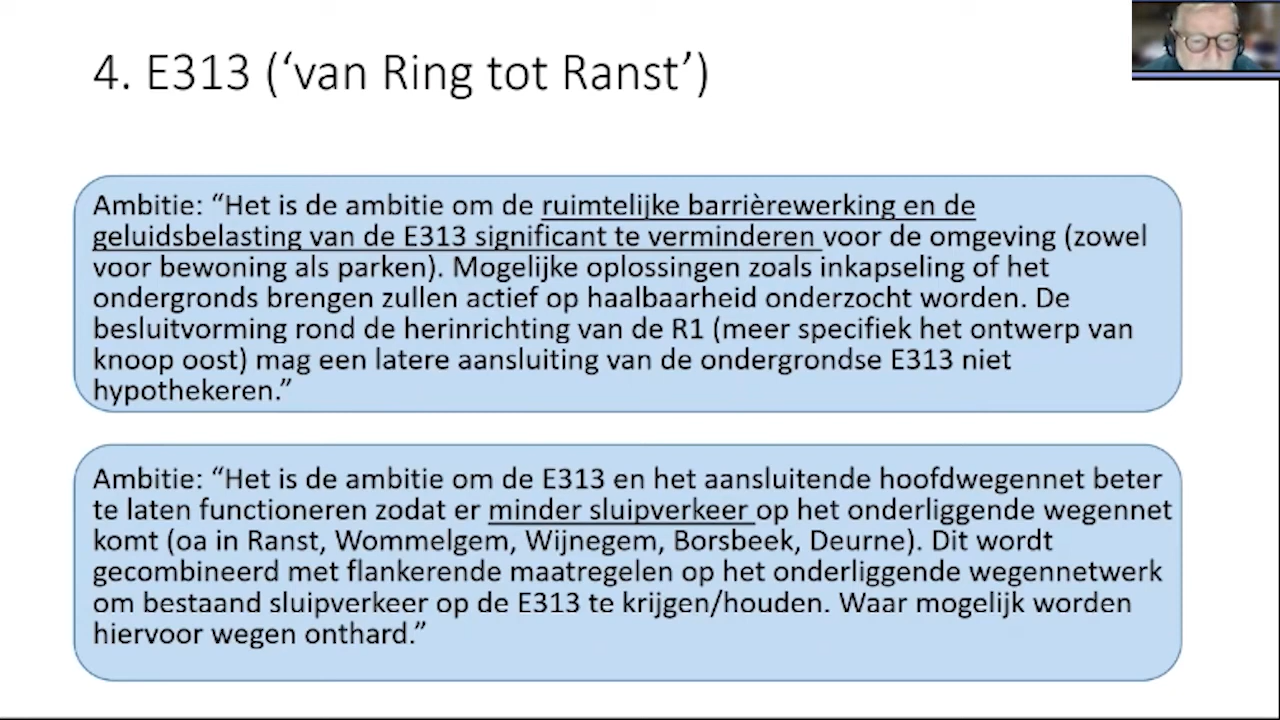 4. E313 (‘van Ring tot Ranst’)
Ambitie: “Het is de ambitie om de ruimtelijke barrièrewerking en de
geluidsbelasting van de E313 significant te verminderen voor de omgeving (zowel
voor bewoning als parken). Mogelijke oplossingen zoals inkapseling of het
ondergronds brengen zullen actief op haalbaarheid onderzocht worden. De
besluitvorming rond de herinrichting van de R1 (meer specifiek het ontwerp van
knoop oost) mag een latere aansluiting van de ondergrondse E313 niet
hypothekeren.”
Ambitie: “Het is de ambitie om de E313 en het aansluitende hoofdwegennet beter
te laten functioneren zodat er minder sluipverkeer op het onderliggende wegennet
komt (oa in Ranst, Wommelgem, Wijnegem, Borsbeek, Deurne). Dit wordt
gecombineerd met flankerende maatregelen op het onderliggende wegennetwerk
om bestaand sluipverkeer op de E313 te krijgen/houden. Waar mogelijk worden
hiervoor wegen onthard.”